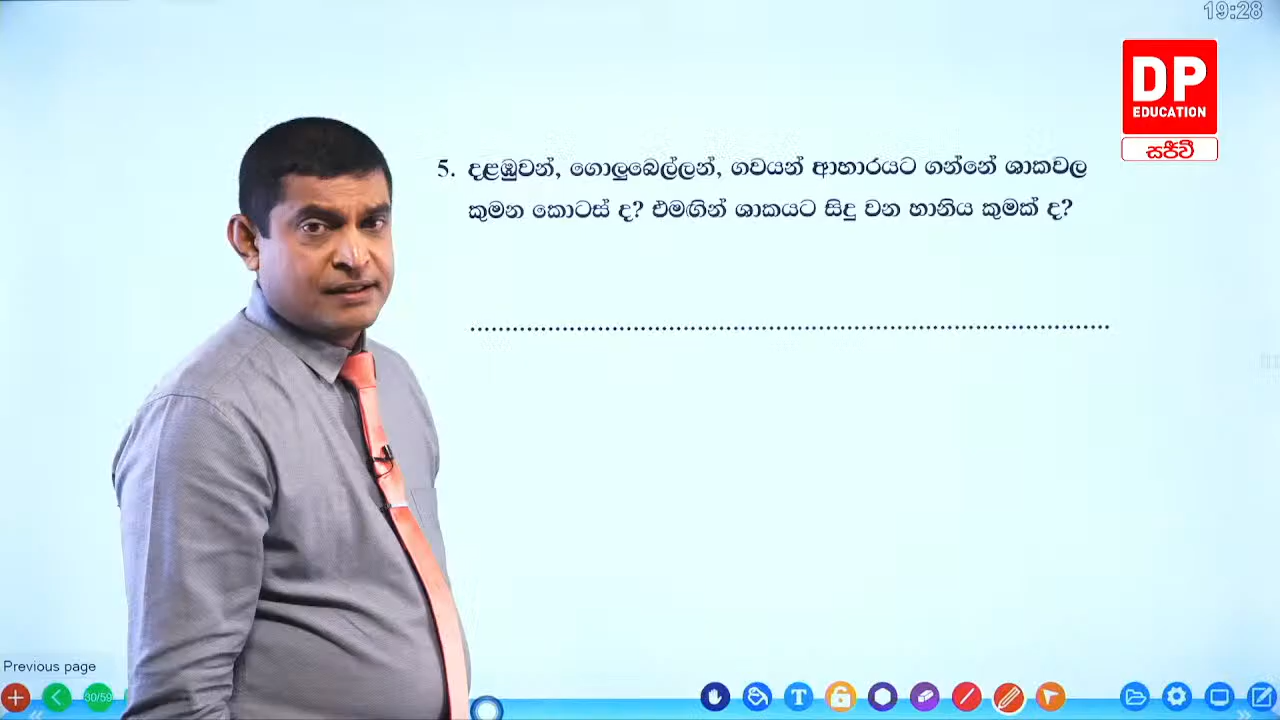 19:28
DP
EDUCATION
සජීවී
5. දළඹුවන්, ගොලුබෙල්ලන්, ගවයන් ආහාරයට ගන්නේ ශාකවල
කුමන කොටස් ද? එමඟින් ශාකයට සිදු වන හානිය කුමක් ද?
Previous page
30/59
T